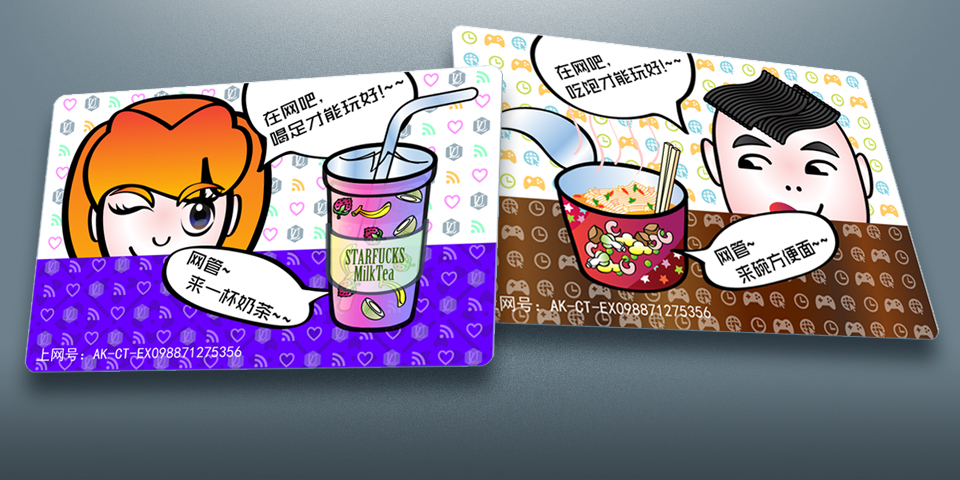 在网吧,
喝足才能玩好!~~
STARFUCKS
MilkTea
网管~
来一杯奶茶~~
上网号: AK-CT-EX098871275356
在网吧,
吃饱才能玩好!~~
网管~
来碗方便面~~
网号: AK-CT-EX098871275356